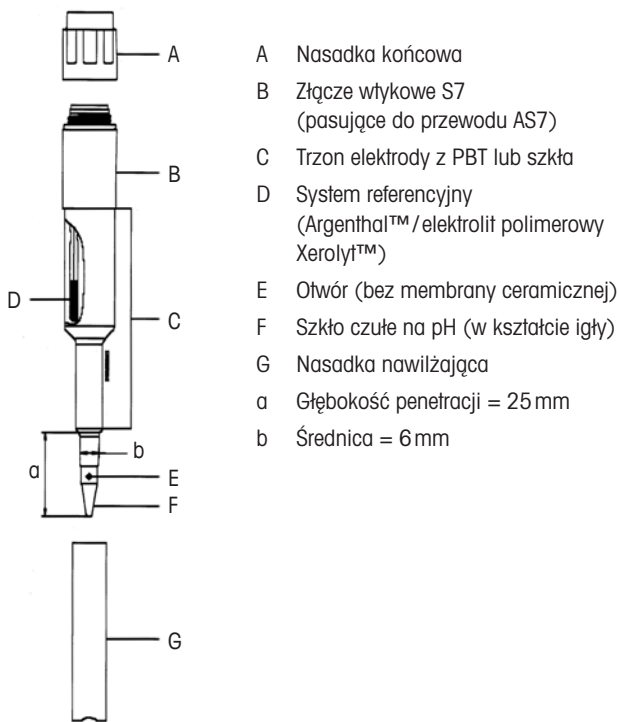 A
B
D
C
b
a
E
F
G
A Nasadka końcowa
B Złącze wtykowe S7
(pasujące do przewodu AS7)
C Trzon elektrody z PBT lub szkła
D System referencyjny
(Argenthal™/elektrolit polimerowy
Xerolyt™)
E Otwór (bez membrany ceramicznej)
F Szkło czułe na pH (w kształcie igły)
G Nasadka nawilżająca
a Głębokość penetracji = 25 mm
b Średnica = 6 mm